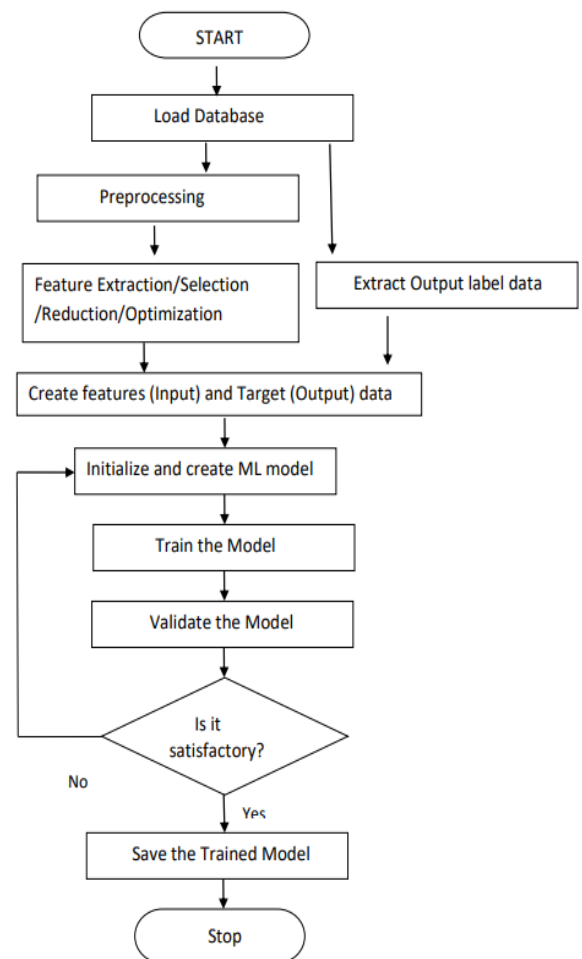 START
Load Database
Preprocessing
Feature Extraction/Selection
/Reduction/Optimization
Extract Output label data
Create features (Input) and Target (Output) data
Initialize and create ML model
Train the Model
Validate the Model
Is it
satisfactory?
No
Yes
Save the Trained Model
Stop